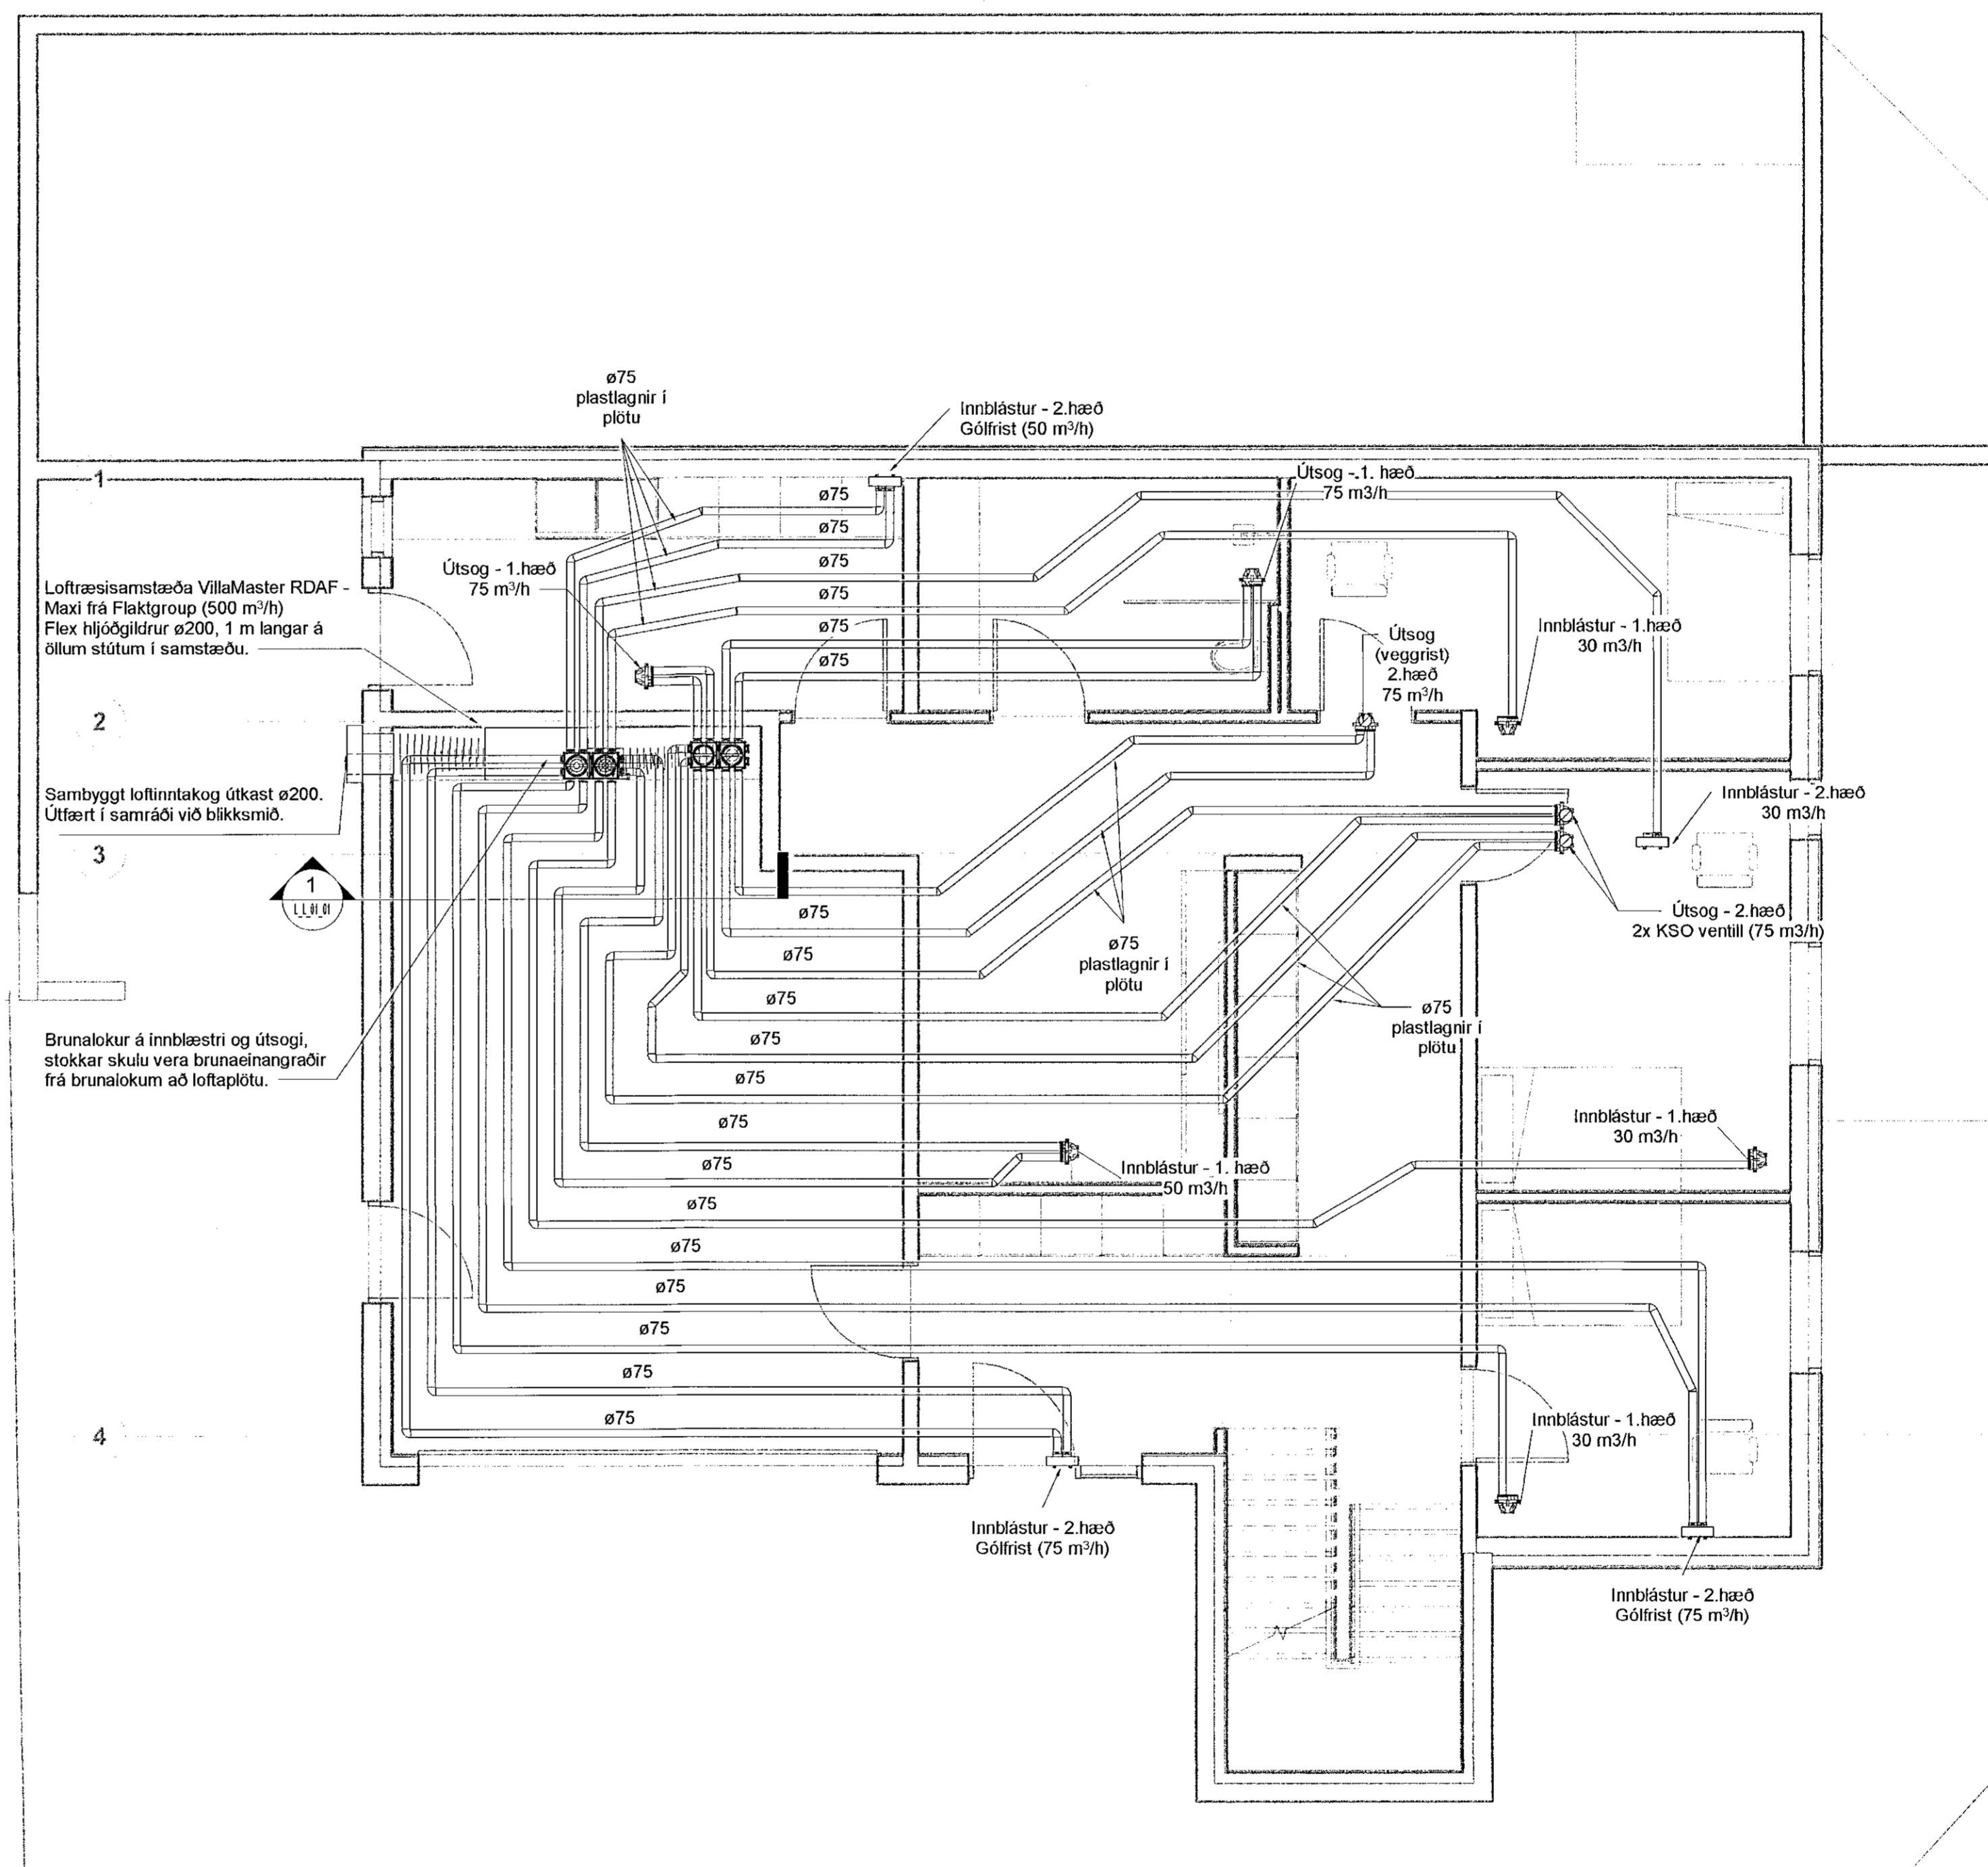 ø75
plastlagnir í
plötu
Innblástur - 2.hæð
Gólfrist (50 m³/h)
1
ø75
Útsog - 1. hæð
75 m3/h
ø75
ø75
Útsog - 1.hæð
75 m³/h
Loftræsisamstæða VillaMaster RDAF -
Maxi frá Flaktgroup (500 m³/h)
Flex hljóðgildrur ø200, 1 m langar á
öllum stútum í samstæðu.
ø75
ø75
Innblástur - 1.hæð
30 m3/h
Útsog
(veggrist)
2.hæð
75 m³/h
ø75
2
Sambyggt loftinntakog útkast ø200.
Útfært í samráði við blikksmið.
Innblástur - 2.hæð
30 m3/h
3
1
L_L_01_01
ø75
Útsog - 2.hæð
2x KSO ventill (75 m3/h)
ø75
ø75
plastlagnir í
plötu
ø75
ø75
plastlagnir í
plötu
Brunalokur á innblæstri og útsogi,
stokkar skulu vera brunaeinangraðir
frá brunalokum að loftaplötu.
ø75
ø75
ø75
Innblástur - 1.hæð
30 m3/h
ø75
Innblástur - 1. hæð
50 m3/h
ø75
ø75
ø75
ø75
ø75
ø75
4
Innblástur - 1.hæð
30 m3/h
Innblástur - 2.hæð
Gólfrist (75 m³/h)
Innblástur - 2.hæð
Gólfrist (75 m³/h)